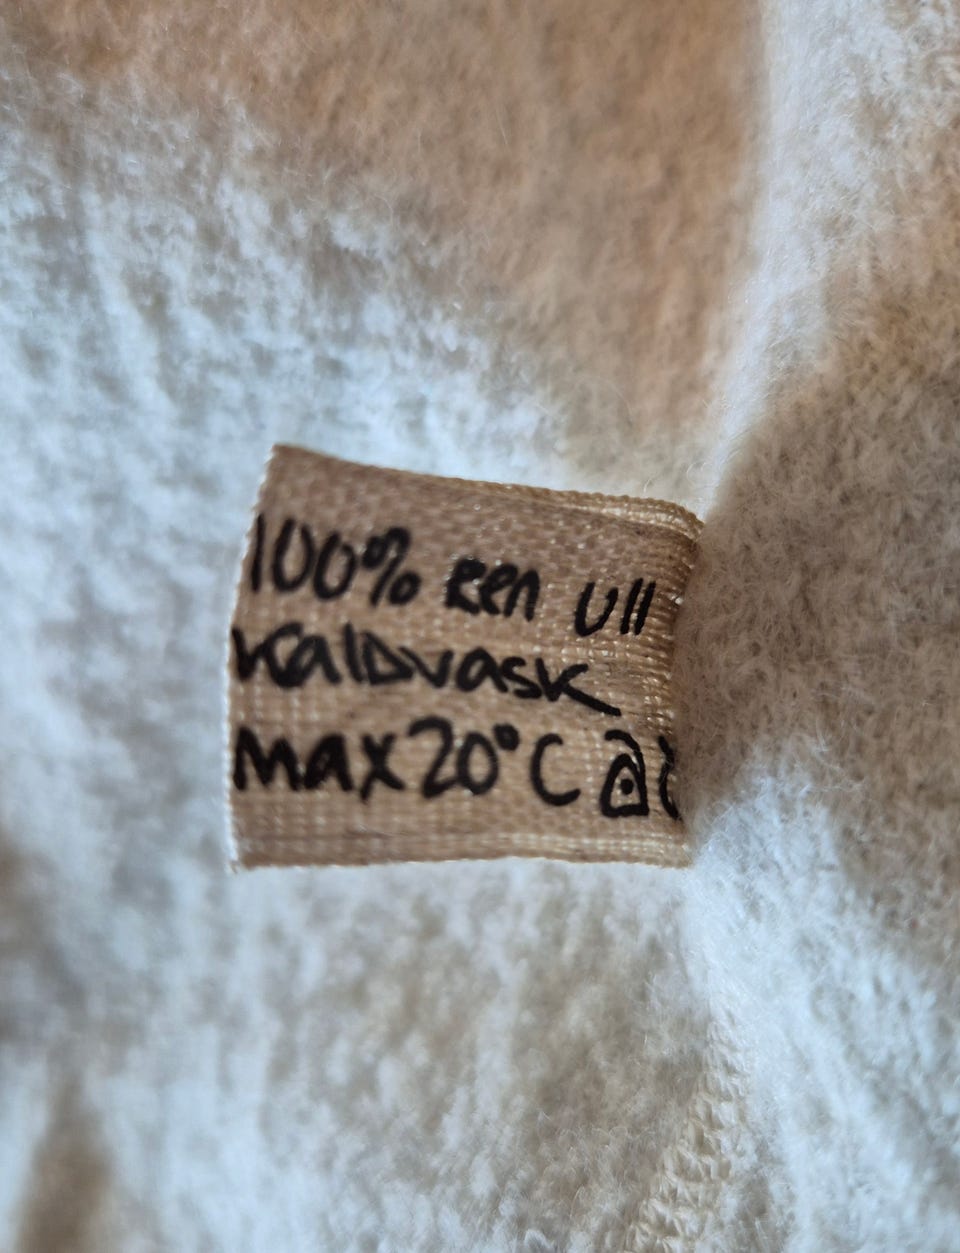 100% ren ull
Kaldvask
max 20°C